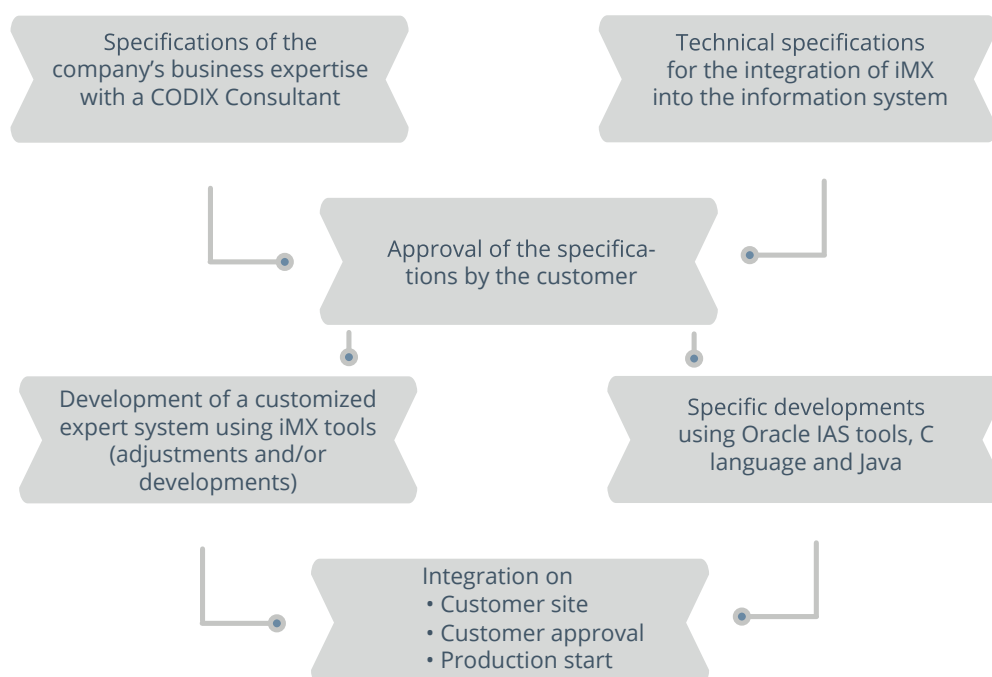 Specifications of the
company's business expertise
with a CODIX Consultant
Technical specifications
for the integration of iMX
into the information system
Approval of the specifica-
tions by the customer
Development of a customized
expert system using iMX tools
(adjustments and/or
developments)
Specific developments
using Oracle IAS tools, C
language and Java
Integration on
• Customer site
• Customer approval
• Production start